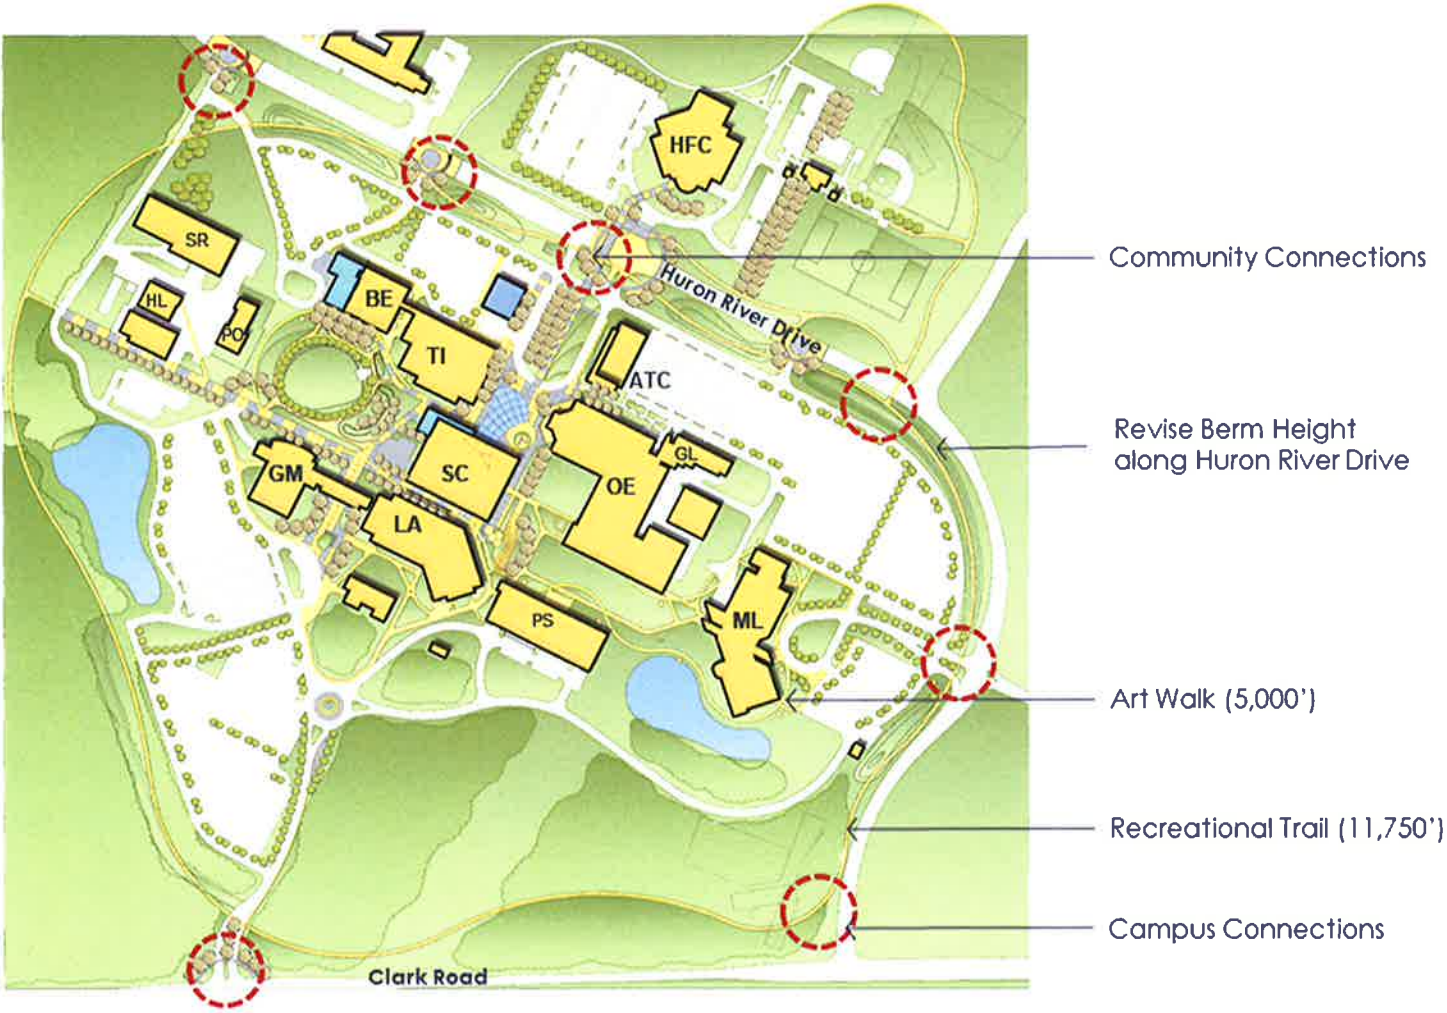 HFC
SR
Community Connections
HL
BE
Huron River Drive
PO
TI
ATC
Revise Berm Height
along Huron River Drive
GL
GM
SC
OE
LA
PS
ML
Art Walk (5,000')
Recreational Trail (11,750')
Campus Connections
Clark Road